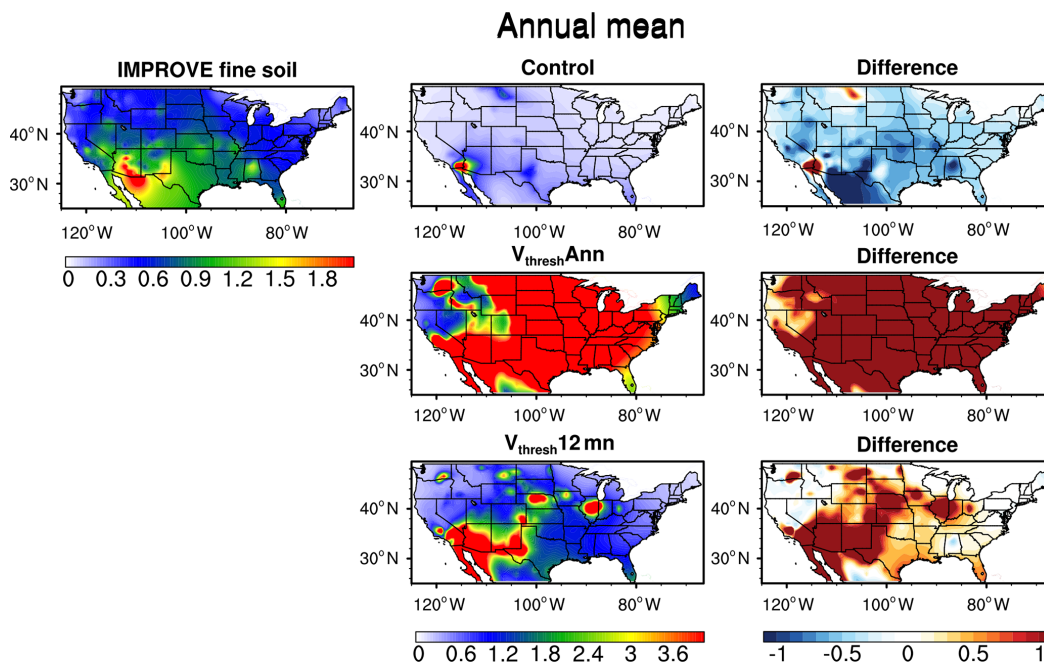 Annual mean
IMPROVE fine soil
Control
Difference
40°N
30°N
120°W 100°W 80°W
40°N
30°N
120°W 100°W 80°W
120°W 100°W 80°W
0 0.3 0.6 0.9 1.2 1.5 1.8
VthreshAnn
Difference
40°N
30°N
120°W 100°W 80°W
120°W 100°W 80°W
Vthresh12mn
Difference
40°N
30°N
120°W 100°W 80°W
120°W 100°W 80°W
0 0.6 1.2 1.8 2.4 3 3.6
-1 -0.5 0 0.5 1